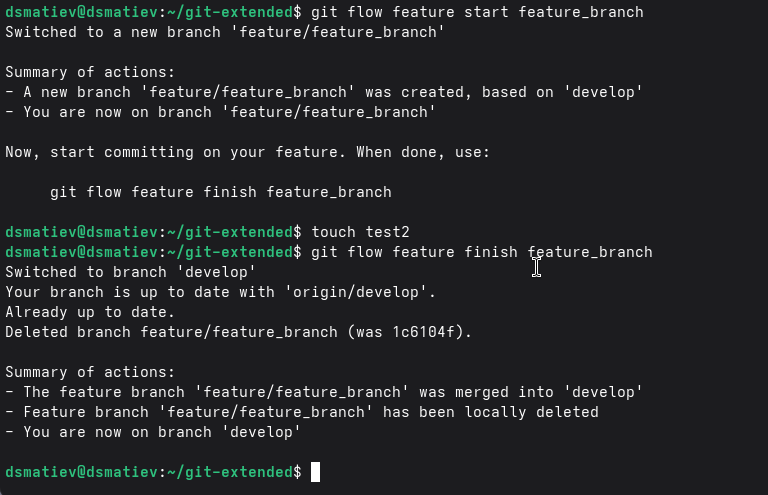 dsmatiev@dsmatiev:~/git-extended$ git flow feature start feature_branch
Switched to a new branch 'feature/feature_branch'
Summary of actions:
- A new branch 'feature/feature_branch' was created, based on 'develop'
- You are now on branch 'feature/feature_branch'
Now, start committing on your feature. When done, use:
git flow feature finish feature_branch
dsmatiev@dsmatiev:~/git-extended$ touch test2
dsmatiev@dsmatiev:~/git-extended$ git flow feature finish feature_branch
Switched to branch 'develop'
Your branch is up to date with 'origin/develop'.
Already up to date.
Deleted branch feature/feature_branch (was 1c6104f).
Summary of actions:
- The feature branch 'feature/feature_branch' was merged into 'develop'
- Feature branch 'feature/feature_branch' has been locally deleted
- You are now on branch 'develop'
dsmatiev@dsmatiev:~/git-extended$